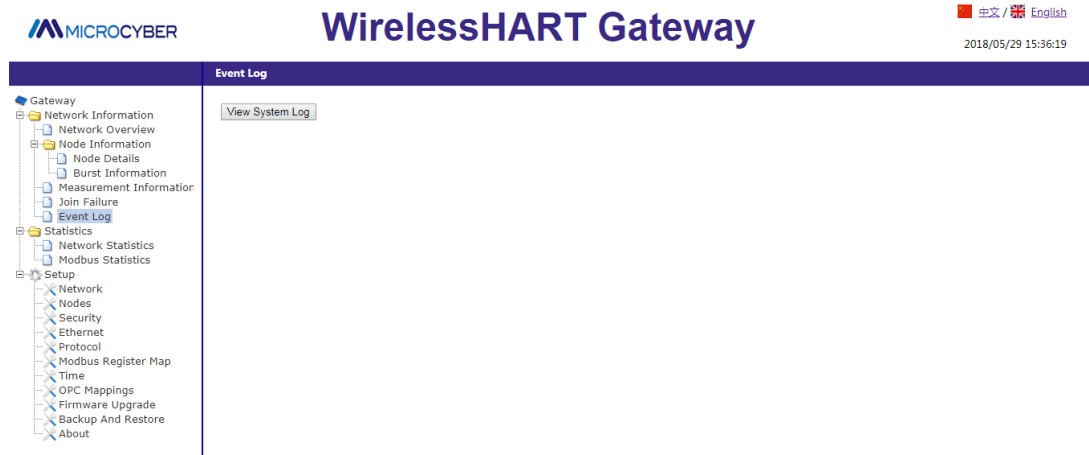 MICROCYBER
WirelessHART Gateway
中文 / English
2018/05/29 15:36:19
Event Log
Gateway
Network Information
Network Overview
Node Information
Node Details
Burst Information
Measurement Information
Join Failure
Event Log
Statistics
Network Statistics
Modbus Statistics
Setup
Network
Nodes
Security
Ethernet
Protocol
Modbus Register Map
Time
OPC Mappings
Firmware Upgrade
Backup And Restore
About
View System Log